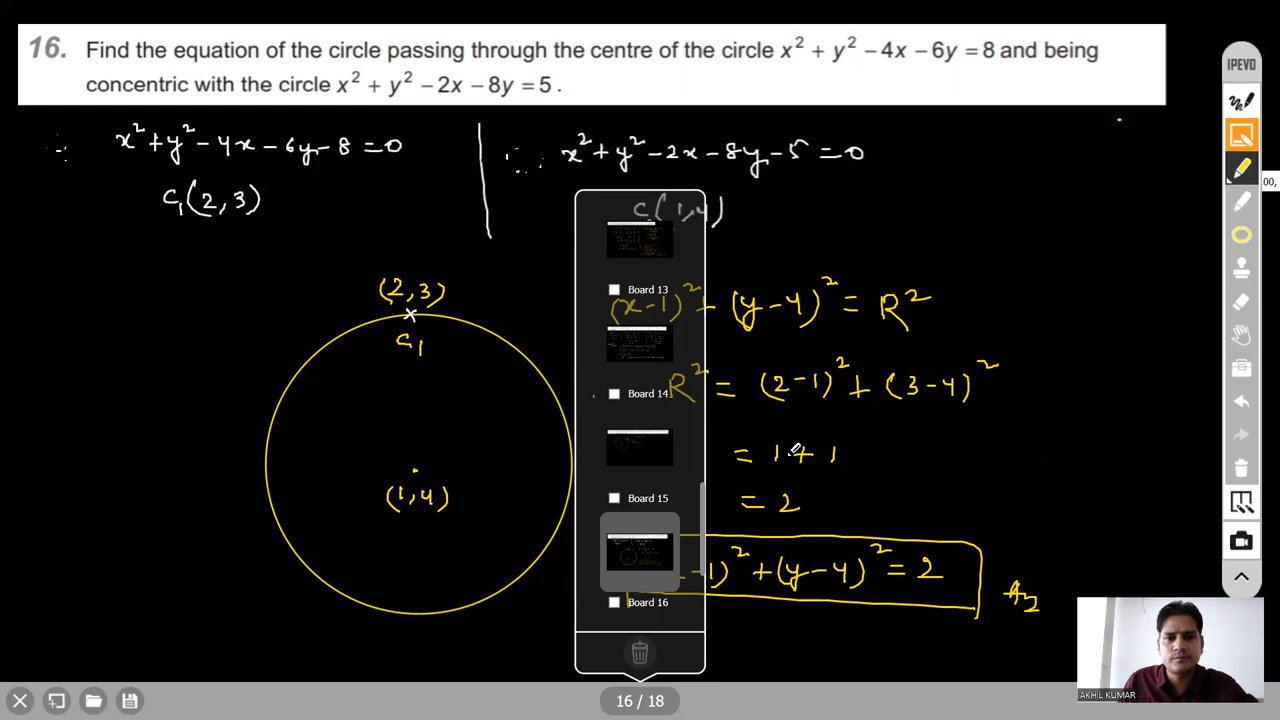 16. Find the equation of the circle passing through the centre of the circle x² + y² − 4x − 6y = 8 and being
concentric with the circle x² + y² − 2x − 8y = 5 .
∵ x² + y² − 4x − 6y − 8 = 0
C₁(2, 3)
∵ x² + y² − 2x − 8y − 5 = 0
C(1, 4)
(2, 3)
C₁
(1, 4)
(x − 1)² + (y − 4)² = R²
R² = (2 − 1)² + (3 − 4)²
= 1 + 1
= 2
− 1)² + (y − 4)² = 2
Board 13
Board 14
Board 15
Board 16
IPEVO
00,
AKHIL KUMAR
16 / 18